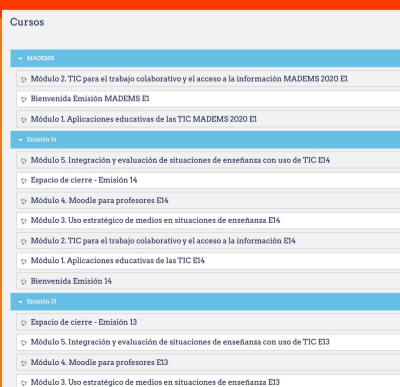 Cursos
MADEMS
Módulo 2. TIC para el trabajo colaborativo y el acceso a la información MADEMS 2020 E1
Bienvenida Emisión MADEMS E1
Módulo 1. Aplicaciones educativas de las TIC MADEMS 2020 E1
Emisión 14
Módulo 5. Integración y evaluación de situaciones de enseñanza con uso de TIC E14
Espacio de cierre - Emisión 14
Módulo 4. Moodle para profesores E14
Módulo 3. Uso estratégico de medios en situaciones de enseñanza E14
Módulo 2. TIC para el trabajo colaborativo y el acceso a la información E14
Módulo 1. Aplicaciones educativas de las TIC E14
Bienvenida Emisión 14
Emisión 13
Espacio de cierre - Emisión 13
Módulo 5. Integración y evaluación de situaciones de enseñanza con uso de TIC E13
Módulo 4. Moodle para profesores E13
Módulo 3. Uso estratégico de medios en situaciones de enseñanza E13